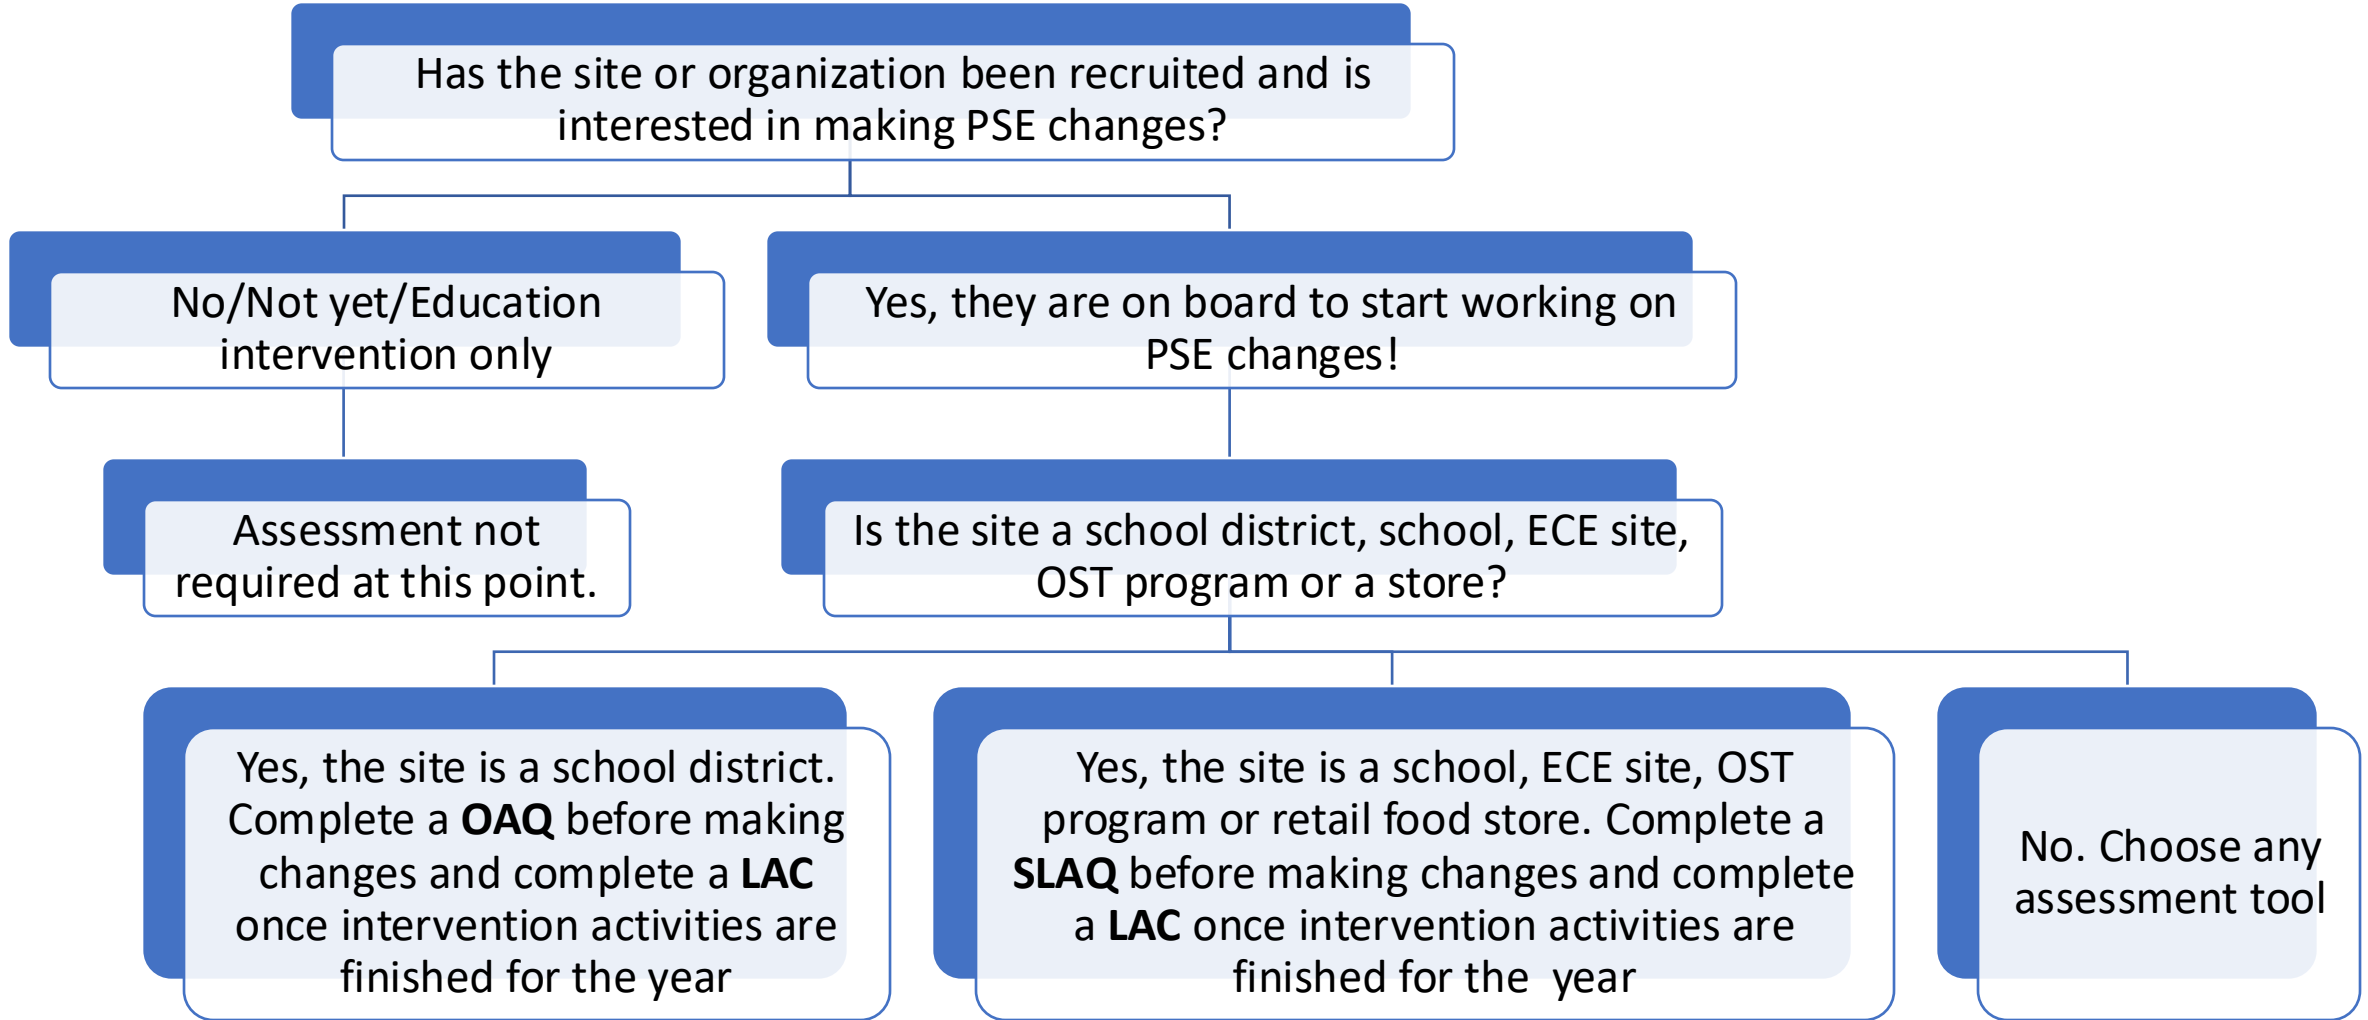 Has the site or organization been recruited and is
interested in making PSE changes?
No/Not yet/Education
intervention only
Yes, they are on board to start working on
PSE changes!
Assessment not
required at this point.
Is the site a school district, school, ECE site,
OST program or a store?
Yes, the site is a school district.
Complete a OAQ before making
changes and complete a LAC
once intervention activities are
finished for the year
Yes, the site is a school, ECE site, OST
program or retail food store. Complete a
SLAQ before making changes and complete
a LAC once intervention activities are
finished for the  year
No. Choose any
assessment tool